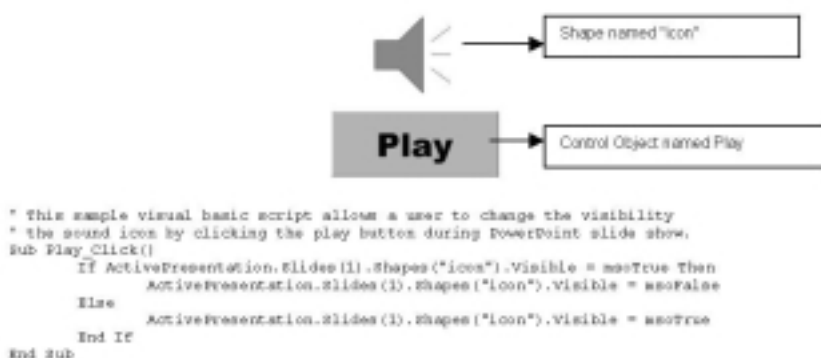 Shape named "icon"
Play
Control Object named Play
" This sample visual basic script allows a user to change the visibility
" the sound icon by clicking the play button during PowerPoint slide show.
Sub Play_Click()
If ActivePresentation.Slides(1).Shapes("icon").Visible = msoTrue Then
ActivePresentation.Slides(1).Shapes("icon").Visible = msoFalse
Else
ActivePresentation.Slides(1).Shapes("icon").Visible = msoTrue
End If
End Sub